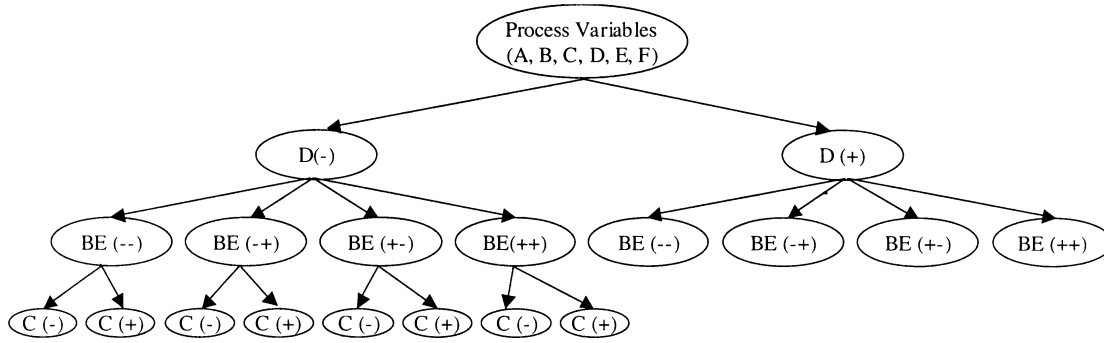 Process Variables
(A, B, C, D, E, F)
D(-)
D (+)
BE (--)
BE (-+)
BE (+-)
BE(++)
BE (--)
BE (-+)
BE (+-)
BE (++)
C (-)
C (+)
C (-)
C (+)
C (-)
C (+)
C (-)
C (+)